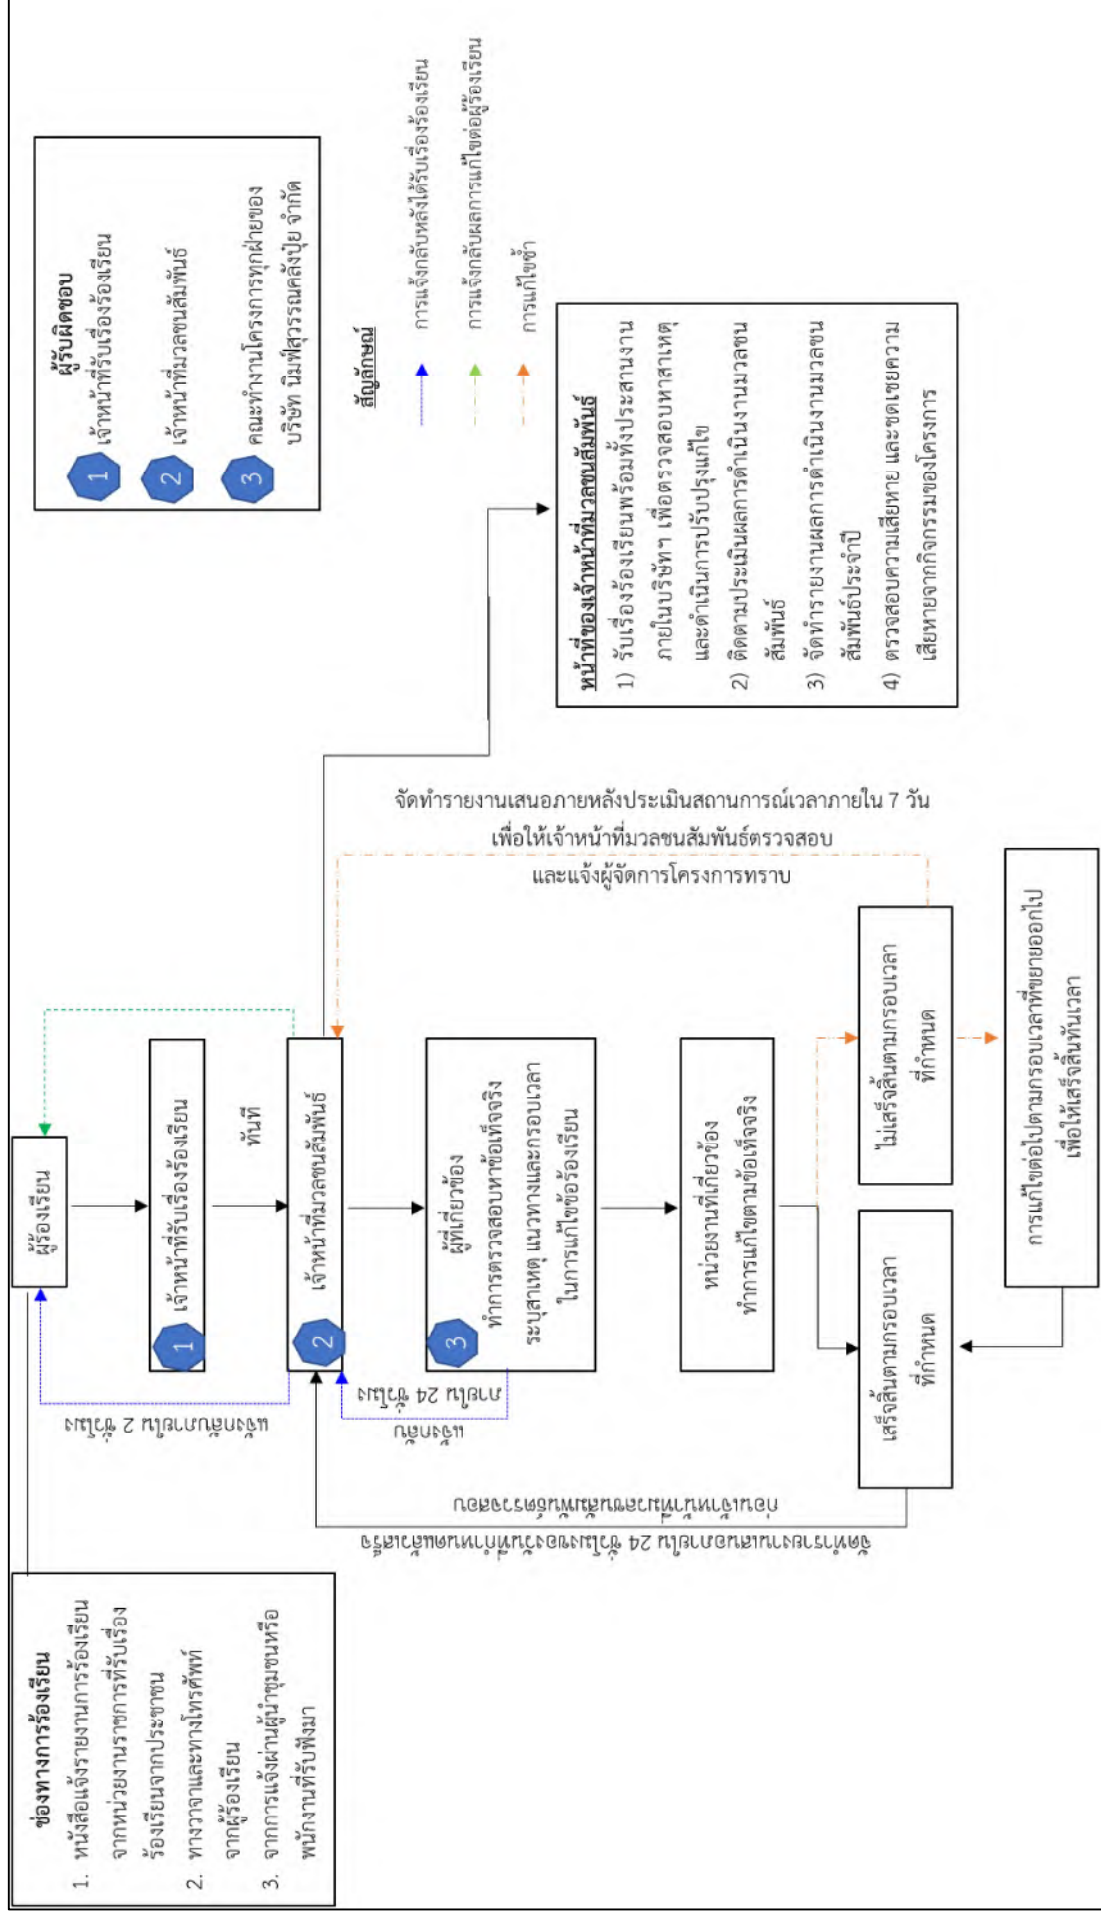 ช่องทางการร้องเรียน
1. หนังสือแจ้งรายงานการร้องเรียน
จากหน่วยงานราชการที่รับเรื่อง
ร้องเรียนจากประชาชน
2. ทางวาจาและทางโทรศัพท์
จากผู้ร้องเรียน
3. จากการแจ้งผ่านผู้นำชุมชนหรือ
พนักงานที่รับฟังมา
ผู้ร้องเรียน
แจ้งกลับภายใน 2 ชั่วโมง
1
เจ้าหน้าที่รับเรื่องร้องเรียน
ทันที
2
เจ้าหน้าที่มวลชนสัมพันธ์
ภายใน 24 ชั่วโมง
แจ้งกลับ
3
ผู้ที่เกี่ยวข้อง
ทำการตรวจสอบหาข้อเท็จจริง
ระบุสาเหตุ แนวทางและกรอบเวลา
ในการแก้ไขข้อร้องเรียน
หน่วยงานที่เกี่ยวข้อง
ทำการแก้ไขตามข้อเท็จจริง
จัดทำรายงานเสนอภายใน 24 ชั่วโมงของวันที่กำหนดแล้วเสร็จ
ก่อนเจ้าหน้าที่มวลชนสัมพันธ์ตรวจสอบ
เสร็จสิ้นตามกรอบเวลา
ที่กำหนด
ไม่เสร็จสิ้นตามกรอบเวลา
ที่กำหนด
การแก้ไขต่อไปตามกรอบเวลาที่ขยายออกไป
เพื่อให้เสร็จสิ้นทันเวลา
จัดทำรายงานเสนอภายหลังประเมินสถานการณ์เวลาภายใน 7 วัน
เพื่อให้เจ้าหน้าที่มวลชนสัมพันธ์ตรวจสอบ
และแจ้งผู้จัดการโครงการทราบ
ผู้รับผิดชอบ
1 เจ้าหน้าที่รับเรื่องร้องเรียน
2 เจ้าหน้าที่มวลชนสัมพันธ์
3 คณะทำงานโครงการทุกฝ่ายของ
บริษัท นิมฟ์สุวรรณคลังปุ๋ย จำกัด
สัญลักษณ์
การแจ้งกลับหลังได้รับเรื่องร้องเรียน
การแจ้งกลับผลการแก้ไขต่อผู้ร้องเรียน
การแก้ไขซ้ำ
หน้าที่ของเจ้าหน้าที่มวลชนสัมพันธ์
1) รับเรื่องร้องเรียนพร้อมทั้งประสานงาน
ภายในบริษัทฯ เพื่อตรวจสอบหาสาเหตุ
และดำเนินการปรับปรุงแก้ไข
2) ติดตามประเมินผลการดำเนินงานมวลชน
สัมพันธ์
3) จัดทำรายงานผลการดำเนินงานมวลชน
สัมพันธ์ประจำปี
4) ตรวจสอบความเสียหาย และชดเชยความ
เสียหายจากกิจกรรมของโครงการ